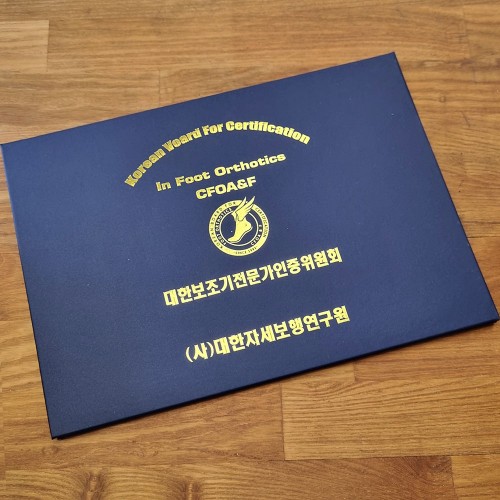 Korean Woard For Certification
In Foot Orthotics
CFOA&F
대한보조기전문가인증위원회
(사)대한자세보행연구원